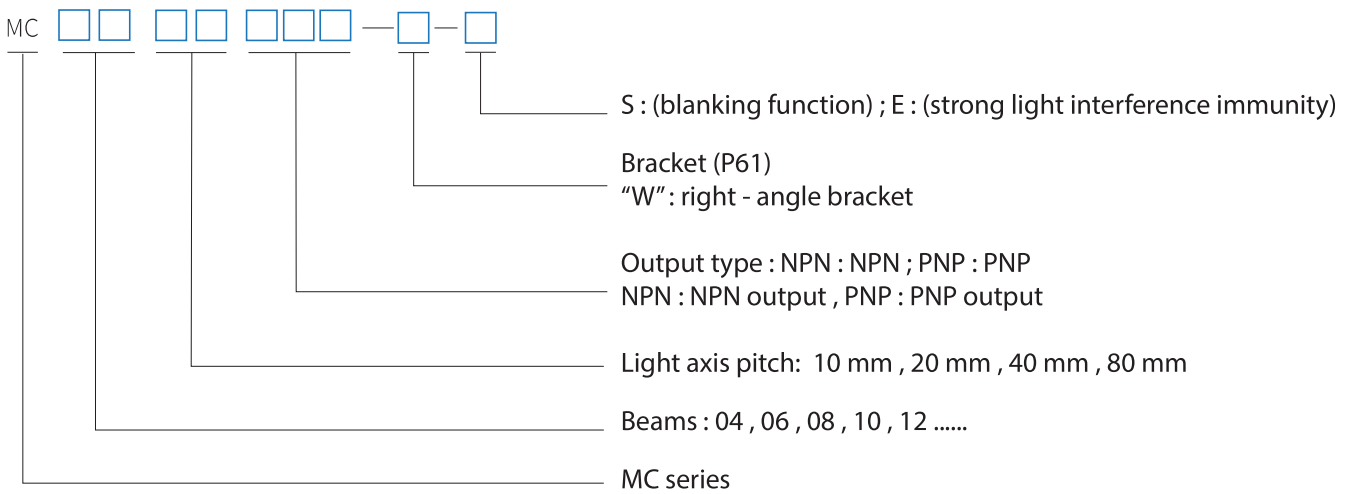 MC
S : (blanking function) ; E : (strong light interference immunity)
Bracket (P61)
“W” : right - angle bracket
Output type : NPN : NPN ; PNP : PNP
NPN : NPN output , PNP : PNP output
Light axis pitch: 10 mm , 20 mm , 40 mm , 80 mm
Beams : 04 , 06 , 08 , 10 , 12 ......
MC series